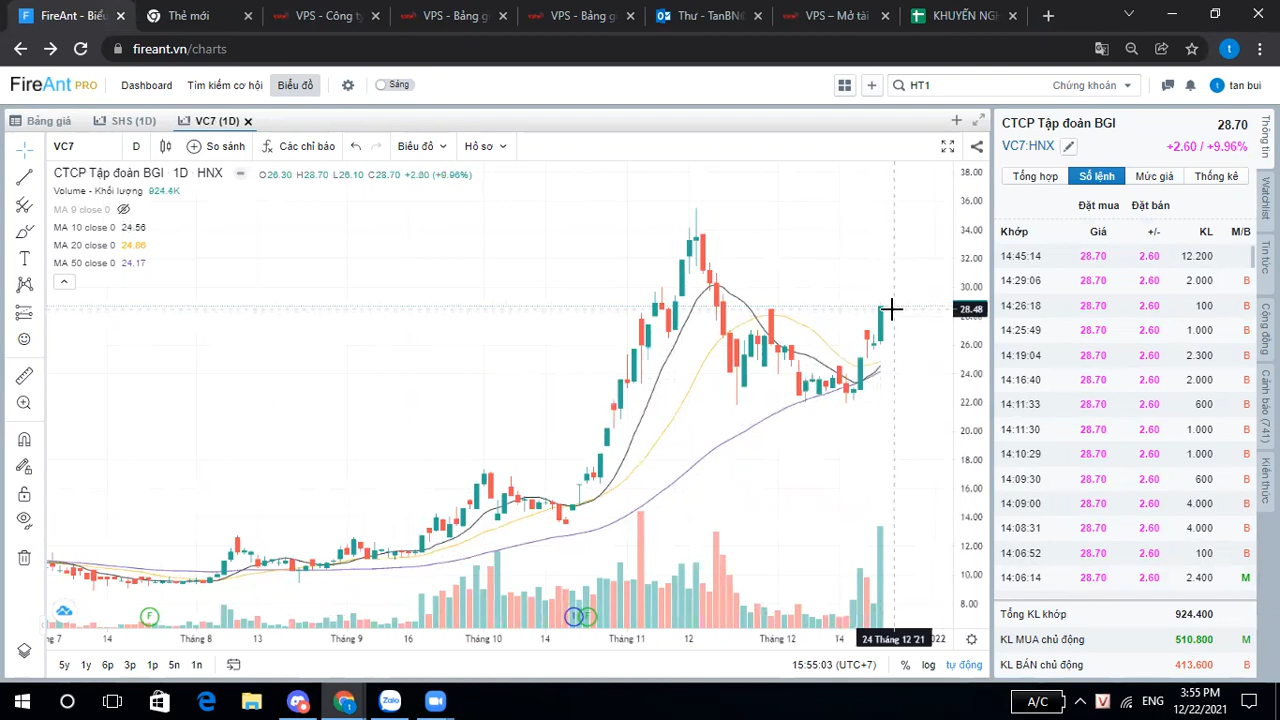 FireAnt - Biểu
Thẻ mới
VPS - Công ty
VPS - Bảng g
VPS - Bảng g
Thư - TanBN@
VPS – Mở tài
KHUYẾN NGH
fireant.vn/charts
t
FireAnt PRO
Dashboard
Tìm kiếm cơ hội
Biểu đồ
Sáng
HT1
Chứng khoán
t
tan bui
Bảng giá
SHS (1D)
VC7 (1D)
VC7
D
So sánh
Các chỉ báo
Biểu đồ
Hồ sơ
CTCP Tập đoàn BGI · 1D HNX
O26.30 H28.70 L26.10 C28.70 +2.60 (+9.96%)
Volume - Khối lượng 924.4K
MA 9 close 0
MA 10 close 0 24.56
MA 20 close 0 24.86
MA 50 close 0 24.17
38.00
36.00
34.00
32.00
30.00
28.48
26.00
24.00
22.00
20.00
18.00
16.00
14.00
12.00
10.00
8.00
F
14
Tháng 8
13
Tháng 9
16
Tháng 10
14
Tháng 11
12
Tháng 12
14
24 Tháng 12 '21
2022
5y
1y
6p
3p
1p
5n
1n
15:55:03 (UTC+7)
%
log
tự động
CTCP Tập đoàn BGI
28.70
VC7:HNX
+2.60 / +9.96%
Tổng hợp
Sổ lệnh
Mức giá
Thống kê
Đặt mua
Đặt bán
Khớp Giá +/- KL M/B
14:45:14 28.70 2.60 12.200
14:29:06 28.70 2.60 2.000 B
14:26:18 28.70 2.60 100 B
14:25:49 28.70 2.60 1.000 B
14:19:04 28.70 2.60 2.300 B
14:16:40 28.70 2.60 2.000 B
14:11:33 28.70 2.60 100 B
14:11:30 28.70 2.60 1.000 B
14:10:29 28.70 2.60 100 B
14:09:30 28.70 2.60 600 B
14:09:00 28.70 2.60 4.000 B
14:08:31 28.70 2.60 4.000 B
14:06:52 28.70 2.60 100 B
14:06:14 28.70 2.60 2.400 M
Tổng KL khớp 924.400
KL MUA chủ động 510.800 M
KL BÁN chủ động 413.600 B
Thông tin
Watchlist
Tin tức
Cộng đồng
Cảnh báo (741)
Kiến thức
Zalo
A/C
V
ENG
3:55 PM
12/22/2021